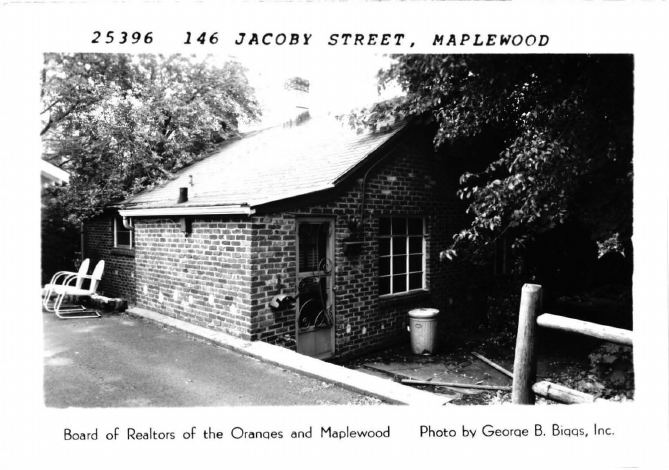 25396 146 JACOBY STREET, MAPLEWOOD
Board of Realtors of the Oranges and Maplewood Photo by George B. Biggs, Inc.